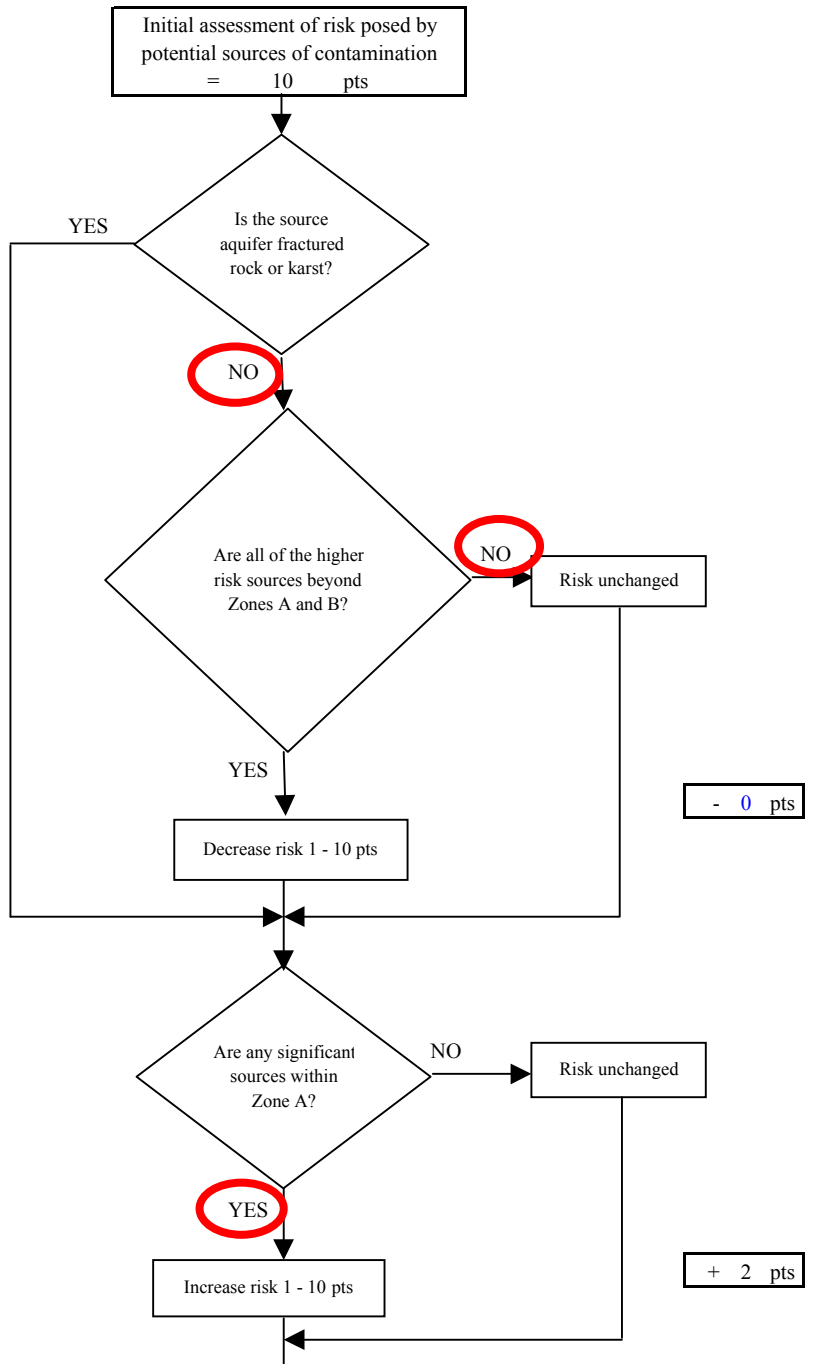 Initial assessment of risk posed by
potential sources of contamination
= 10 pts
YES
Is the source
aquifer fractured
rock or karst?
NO
Are all of the higher
risk sources beyond
Zones A and B?
NO
Risk unchanged
YES
- 0 pts
Decrease risk 1 - 10 pts
Are any significant
sources within
Zone A?
NO
Risk unchanged
YES
+ 2 pts
Increase risk 1 - 10 pts